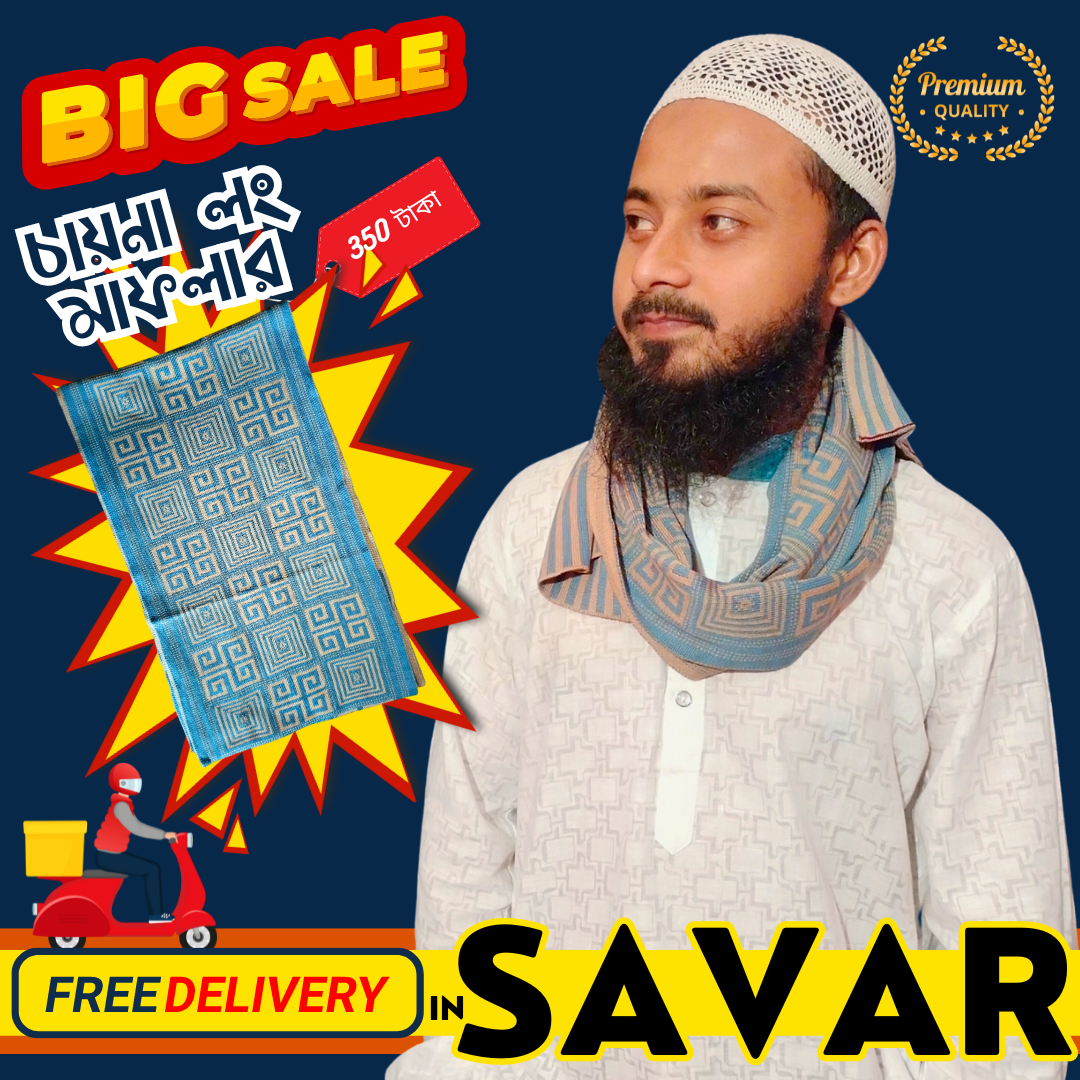 BIG SALE
Premium
• QUALITY •
চায়না লং
মাফলার
350 টাকা
FREE DELIVERY
IN SAVAR